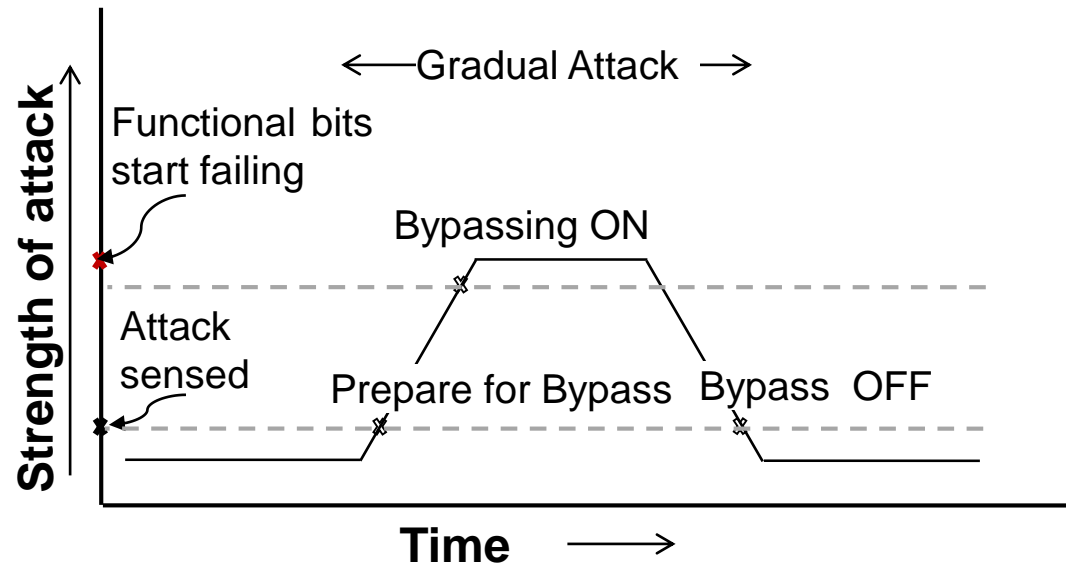 Gradual Attack
Functional bits
start failing
Bypassing ON
Attack
sensed
Prepare for Bypass
Bypass OFF
Strength of attack
Time